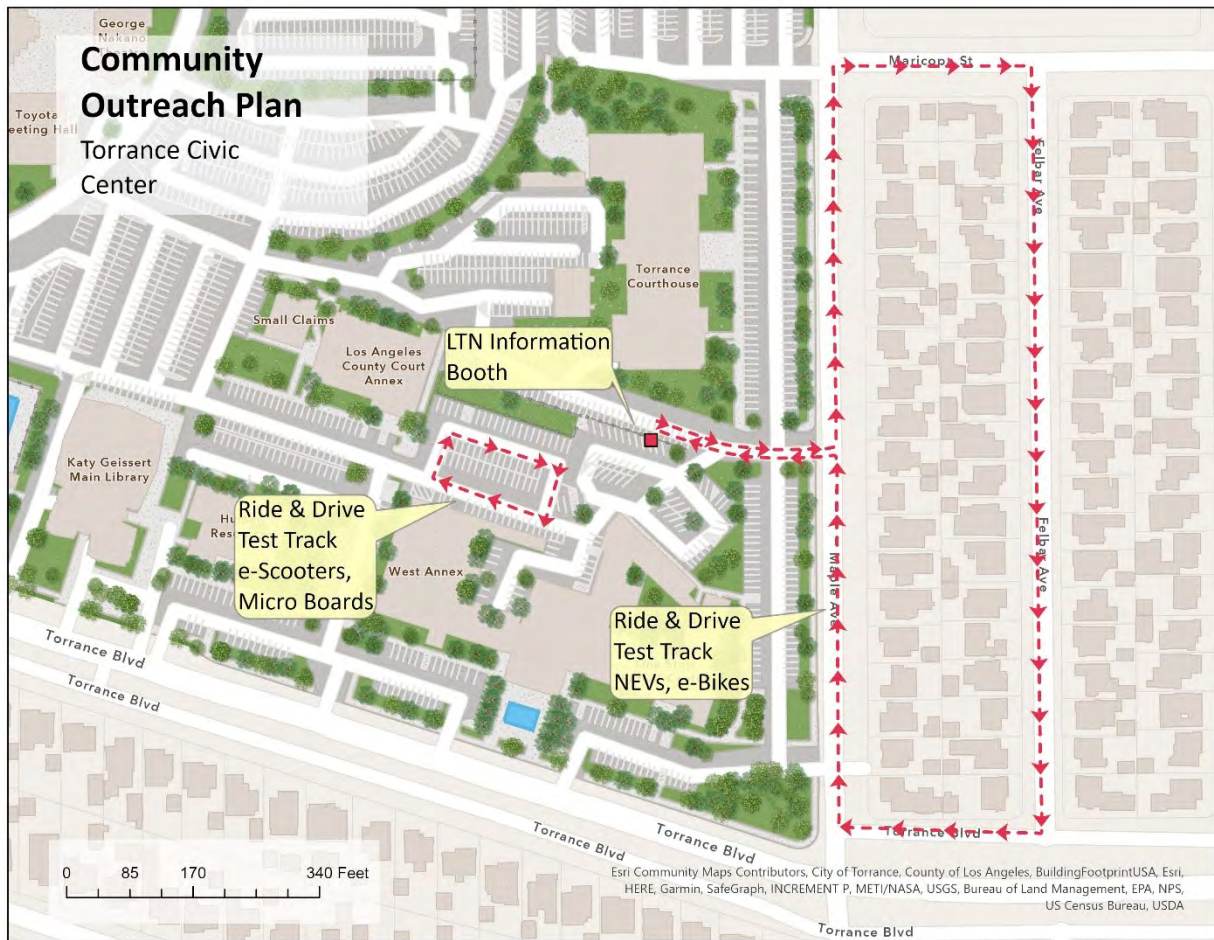 George
Nakano
Community
Outreach Plan
Torrance Civic
Center
Toyota
eeting Hall
Maricopa St
Felbar Ave
Torrance
Courthouse
Small Claims
Los Angeles
County Court
Annex
LTN Information
Booth
Katy Geissert
Main Library
Ride & Drive
Test Track
e-Scooters,
Micro Boards
West Annex
Maple Ave
Felbar Ave
Ride & Drive
Test Track
NEVs, e-Bikes
Torrance Blvd
Torrance Blvd
Torrance Blvd
Torrance Blvd
Torrance Blvd
Torrance Blvd
0 85 170 340 Feet
Esri Community Maps Contributors, City of Torrance, County of Los Angeles, BuildingFootprintUSA, Esri,
HERE, Garmin, SafeGraph, INCREMENT P, METI/NASA, USGS, Bureau of Land Management, EPA, NPS,
US Census Bureau, USDA